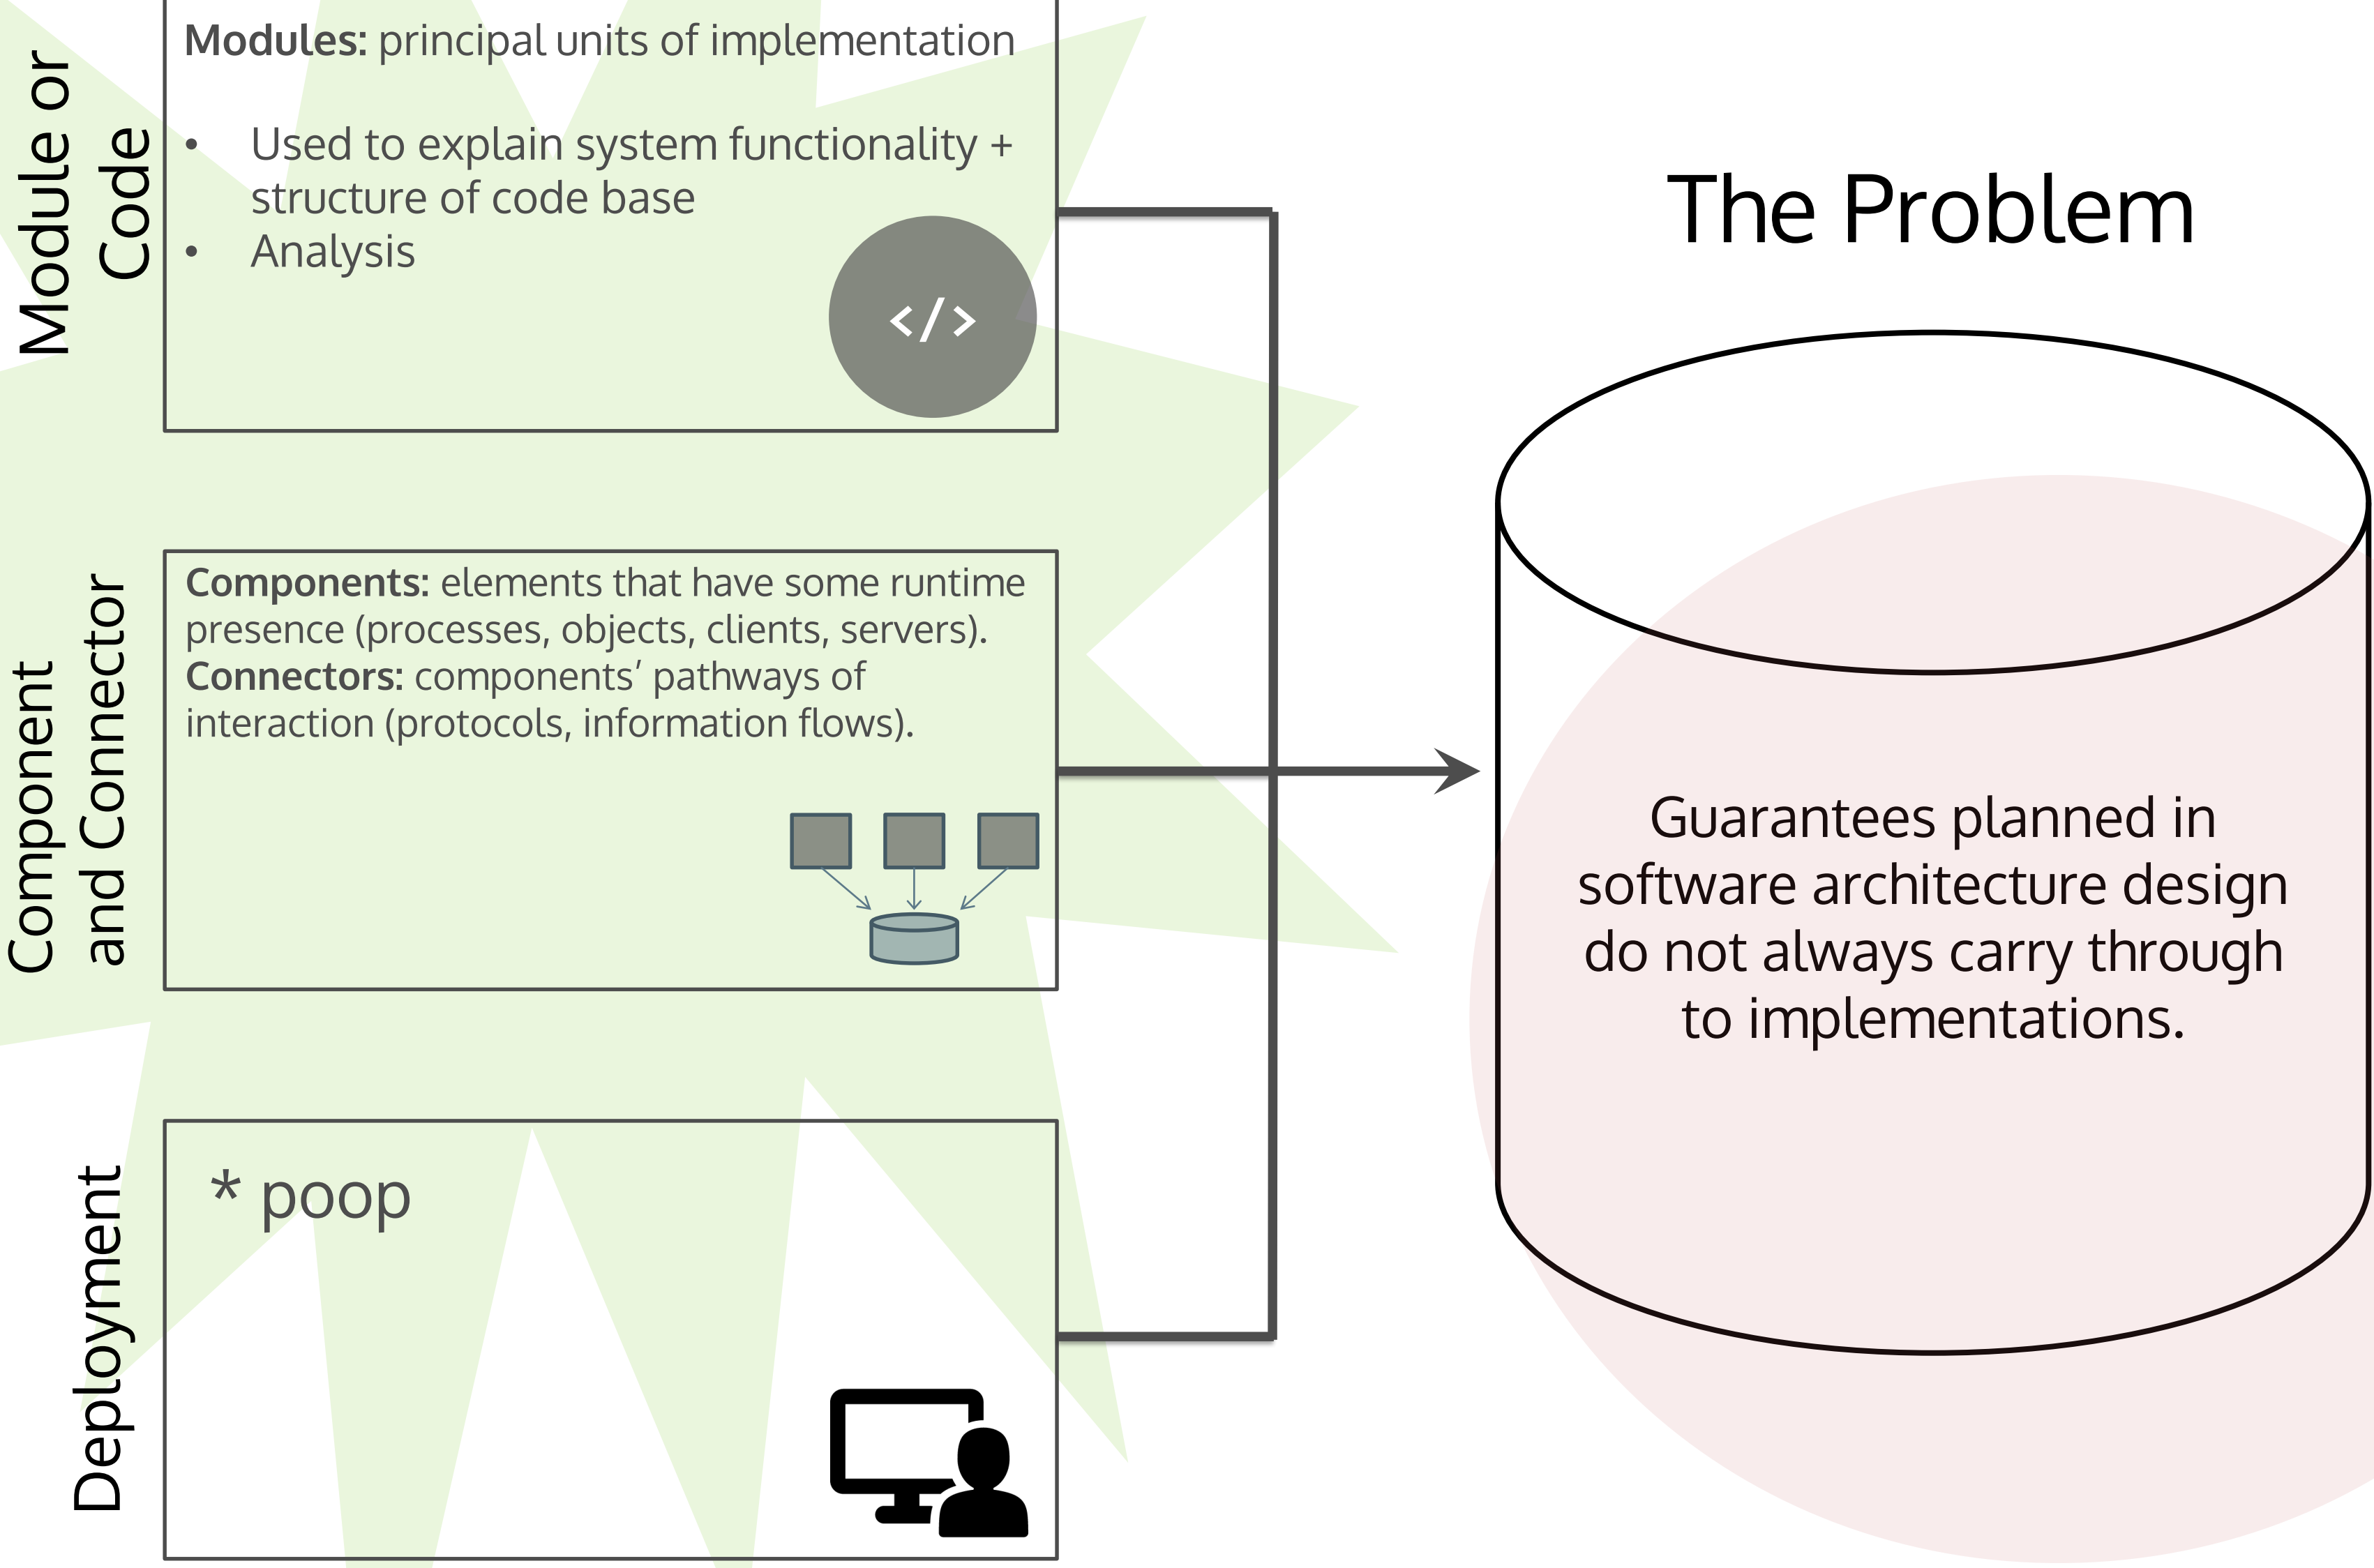 Module or
Code
Modules: principal units of implementation
• Used to explain system functionality +
structure of code base
• Analysis
</>
Component
and Connector
Components: elements that have some runtime
presence (processes, objects, clients, servers).
Connectors: components’ pathways of
interaction (protocols, information flows).
Deployment
* poop
The Problem
Guarantees planned in
software architecture design
do not always carry through
to implementations.